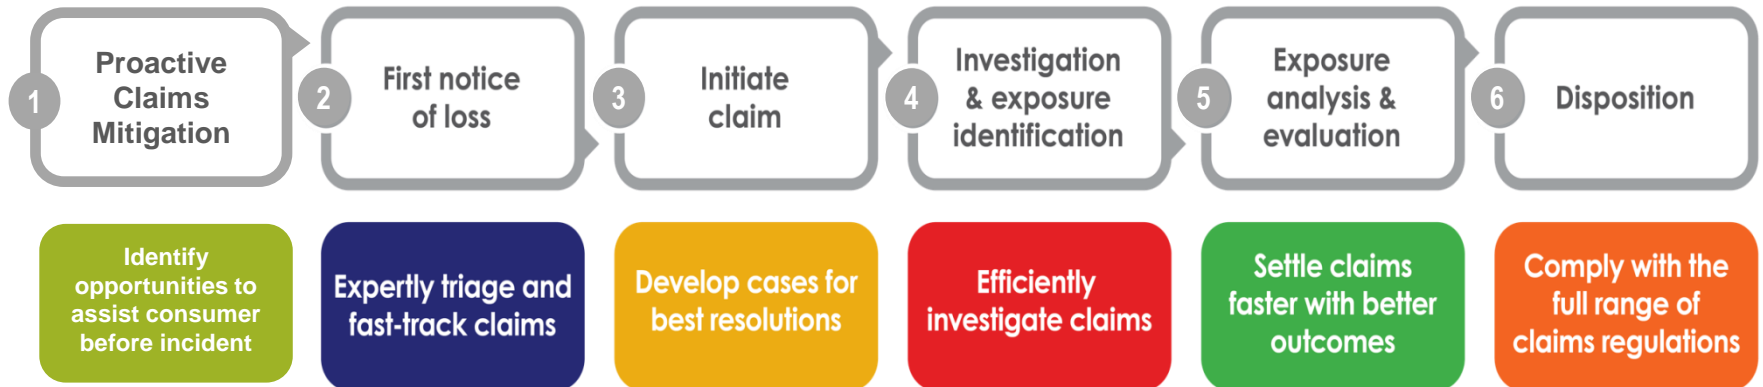 1
Proactive
Claims
Mitigation
2
First notice
of loss
3
Initiate
claim
4
Investigation
& exposure
identification
5
Exposure
analysis &
evaluation
6
Disposition
Identify
opportunities to
assist consumer
before incident
Expertly triage and
fast-track claims
Develop cases for
best resolutions
Efficiently
investigate claims
Settle claims
faster with better
outcomes
Comply with the
full range of
claims regulations